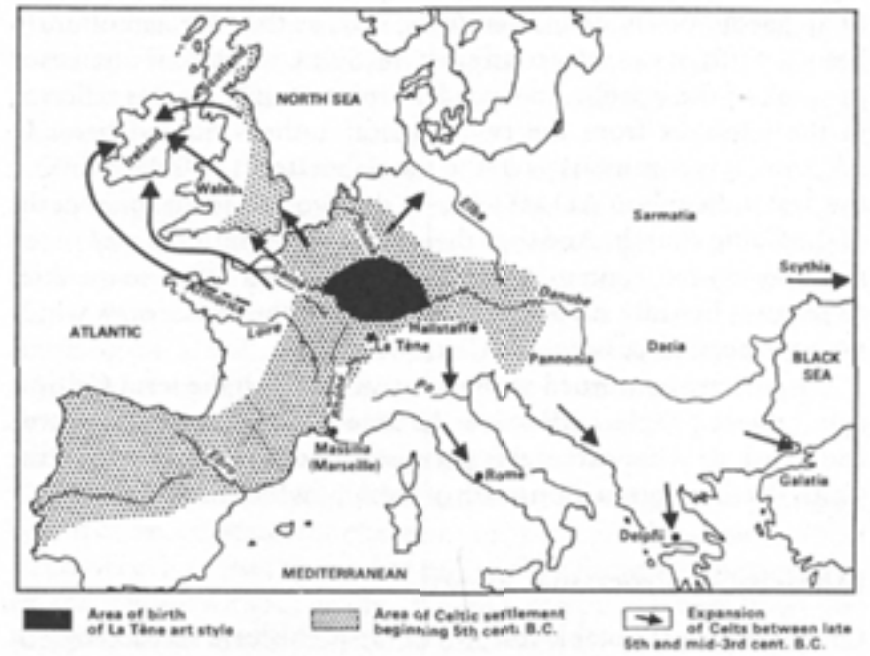 NORTH SEA
Ireland
Wales
Elbe
Sarmatia
Scythia
Danube
ATLANTIC
Loire
Hallstatt
La Tène
Pannonia
Dacia
BLACK
SEA
Po
Massilia
(Marseille)
Ebro
Rome
Galatia
Delphi
MEDITERRANEAN
Area of birth
of La Tène art style
Area of Celtic settlement
beginning 5th cent. B.C.
Expansion
of Celts between late
5th and mid-3rd cent. B.C.